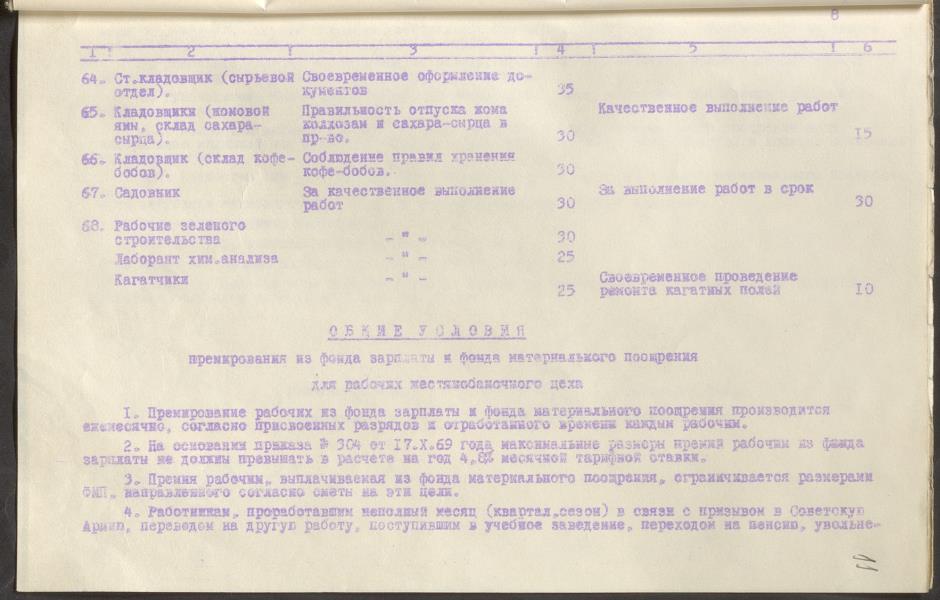 8
1 ! 2 ! 3 ! 4 ! 5 ! 6
64. Ст.кладовщик (сырьевой Своевременное оформление до-
отдел). кументов 35
65. Кладовщики (жомовой Правильность отпуска жома Качественное выполнение работ
ямы, склад сахара- колхозам и сахара-сырца в
сырца). пр-во. 30 15
66. Кладовщик (склад кофе- Соблюдение правил хранения
бобов). кофе-бобов. 30
67. Садовник За качественное выполнение За выполнение работ в срок
работ 30 30
68. Рабочие зеленого
строительства - " - 30
Лаборант хим.анализа - " - 25
Кагатчики - " - Своевременное проведение
25 ремонта кагатных полей 10
ОБЩИЕ УСЛОВИЯ
премирования из фонда зарплаты и фонда материального поощрения
для рабочих жестянобаночного цеха
1. Премирование рабочих из фонда зарплаты и фонда материального поощрения производится
ежемесячно, согласно присвоенных разрядов и отработанного времени каждым рабочим.
2. На основании приказа № 304 от 17.X.69 года максимальные размеры премий рабочим из фонда
зарплаты не должны превышать в расчете на год 4,8% месячной тарифной ставки.
3. Премия рабочим, выплачиваемая из фонда материального поощрения, ограничивается размерами
ФМП, направленного согласно сметы на эти цели.
4. Работникам, проработавшим неполный месяц (квартал,сезон) в связи с призывом в Советскую
Армию, переводом на другую работу, поступившим в учебное заведение, переходом на пенсию, увольне-
11